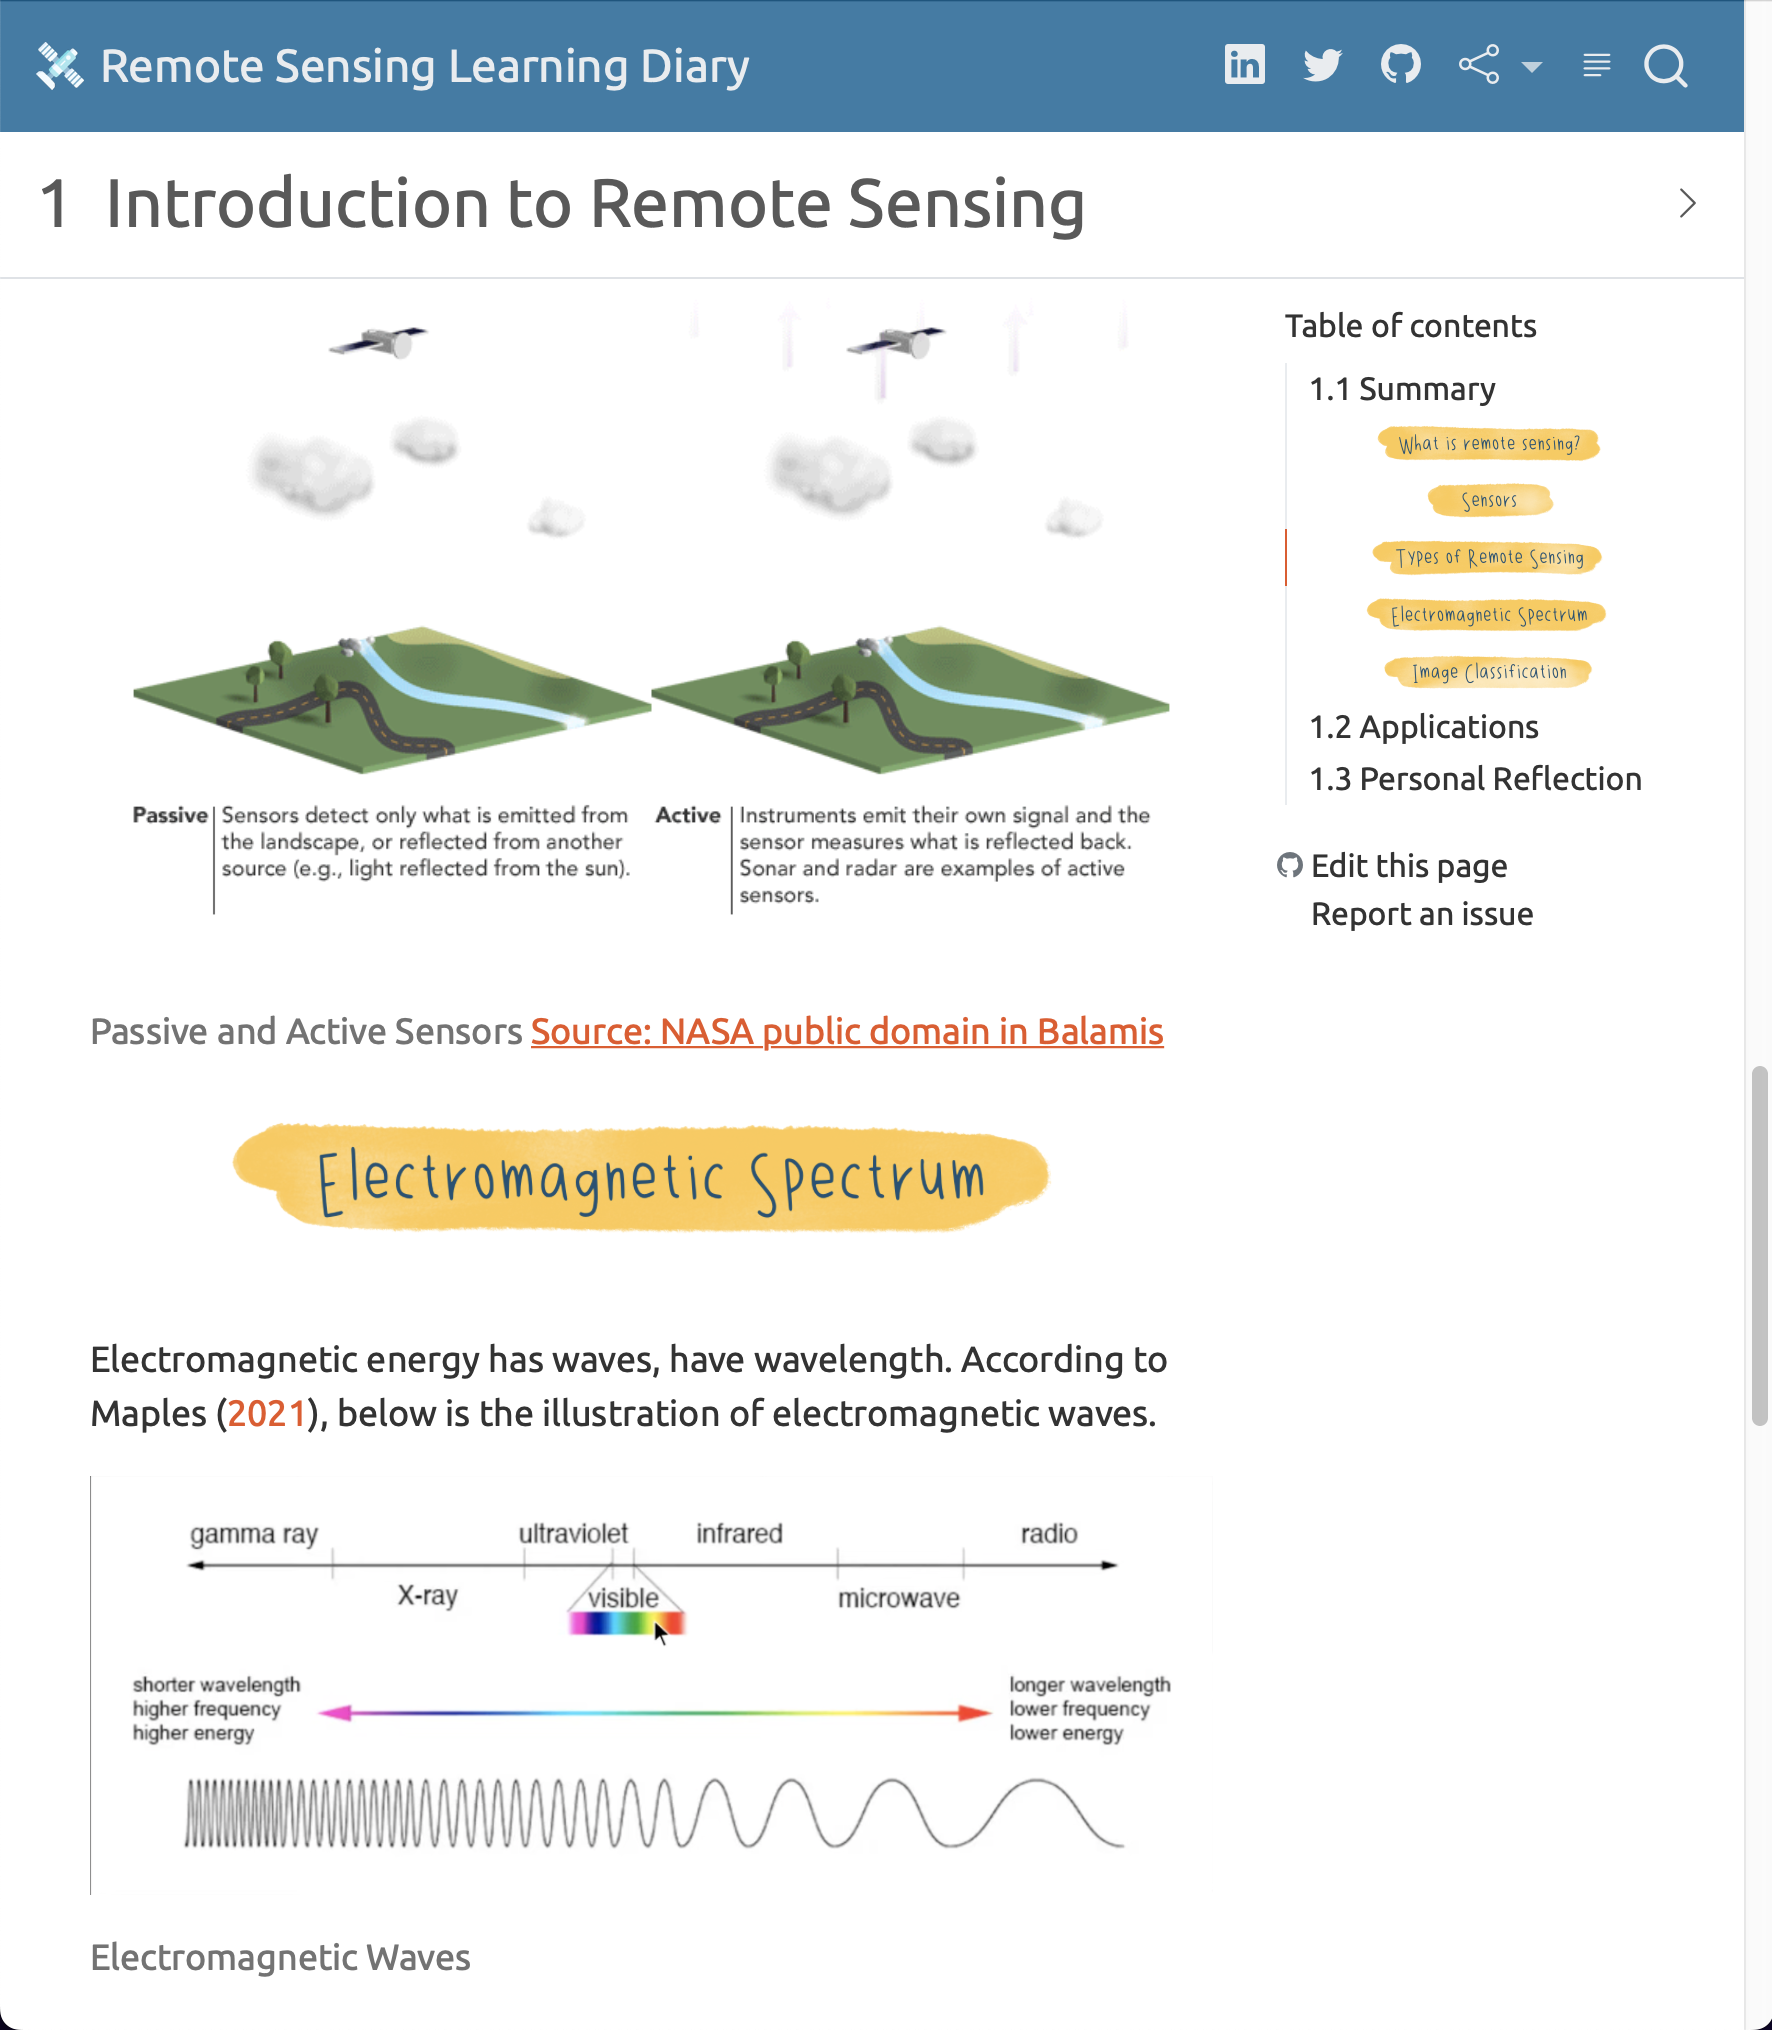 Remote Sensing Learning Diary
1 Introduction to Remote Sensing
Passive
Sensors detect only what is emitted from
the landscape, or reflected from another
source (e.g., light reflected from the sun).
Active
Instruments emit their own signal and the
sensor measures what is reflected back.
Sonar and radar are examples of active
sensors.
Passive and Active Sensors Source: NASA public domain in Balamis
Electromagnetic Spectrum
Electromagnetic energy has waves, have wavelength. According to
Maples (2021), below is the illustration of electromagnetic waves.
gamma ray
ultraviolet
infrared
radio
X-ray
visible
microwave
shorter wavelength
higher frequency
higher energy
longer wavelength
lower frequency
lower energy
Electromagnetic Waves
Table of contents
1.1 Summary
What is remote sensing?
Sensors
Types of Remote Sensing
Electromagnetic Spectrum
Image Classification
1.2 Applications
1.3 Personal Reflection
Edit this page
Report an issue